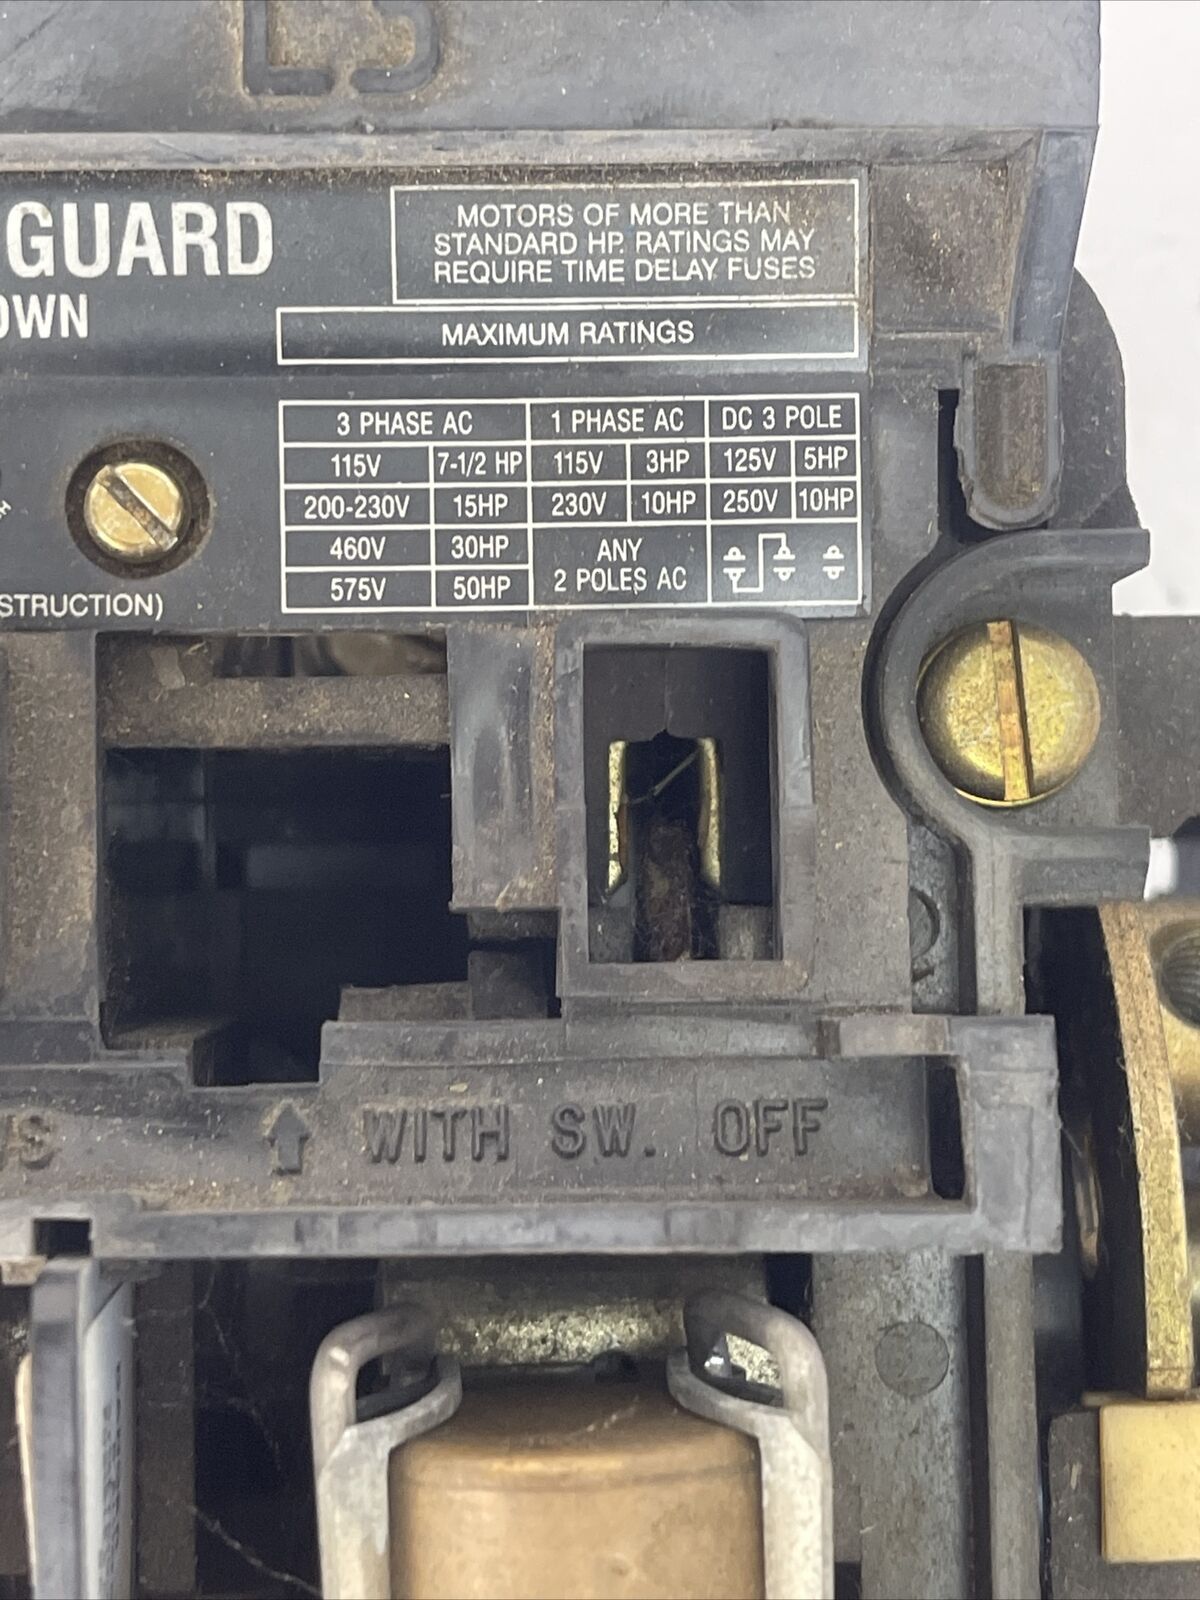 L3
GUARD
MOTORS OF MORE THAN
STANDARD HP. RATINGS MAY
REQUIRE TIME DELAY FUSES
OWN
MAXIMUM RATINGS
3 PHASE AC 1 PHASE AC DC 3 POLE
115V 7-1/2 HP 115V 3HP 125V 5HP
200-230V 15HP 230V 10HP 250V 10HP
460V 30HP ANY
575V 50HP 2 POLES AC
STRUCTION)
NS ↑ WITH SW. OFF